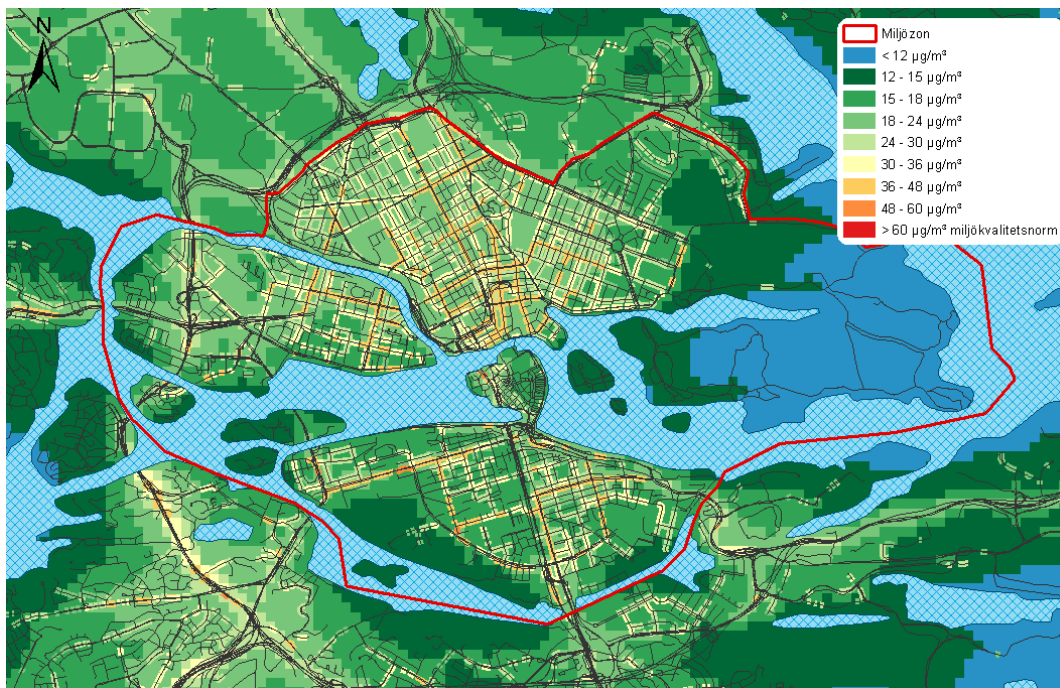 N
Miljözon
< 12 µg/m³
12 - 15 µg/m³
15 - 18 µg/m³
18 - 24 µg/m³
24 - 30 µg/m³
30 - 36 µg/m³
36 - 48 µg/m³
48 - 60 µg/m³
> 60 µg/m³ miljökvalitetsnorm